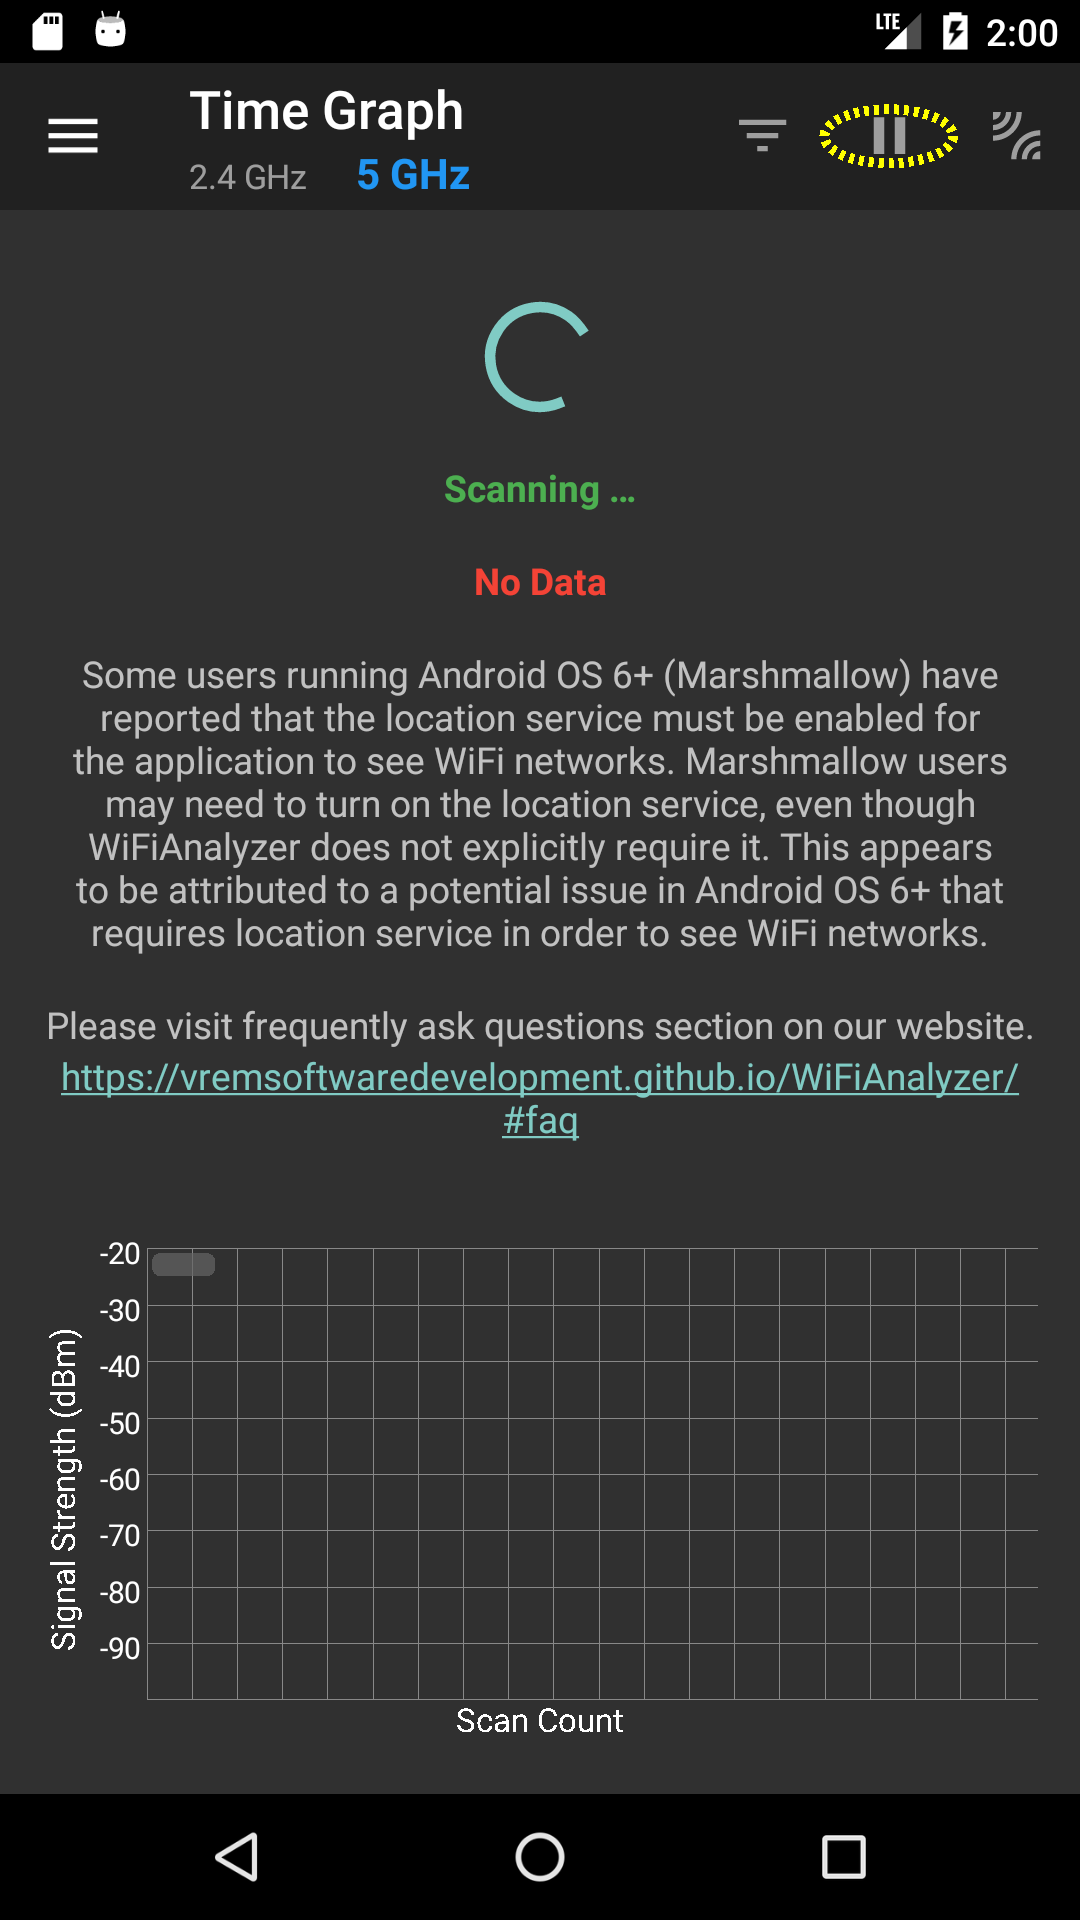 LTE 2:00
Time Graph
2.4 GHz 5 GHz
Scanning ...
No Data
Some users running Android OS 6+ (Marshmallow) have
reported that the location service must be enabled for
the application to see WiFi networks. Marshmallow users
may need to turn on the location service, even though
WiFiAnalyzer does not explicitly require it. This appears
to be attributed to a potential issue in Android OS 6+ that
requires location service in order to see WiFi networks.
Please visit frequently ask questions section on our website.
https://vremsoftwaredevelopment.github.io/WiFiAnalyzer/
#faq
Signal Strength (dBm)
-20
-30
-40
-50
-60
-70
-80
-90
Scan Count